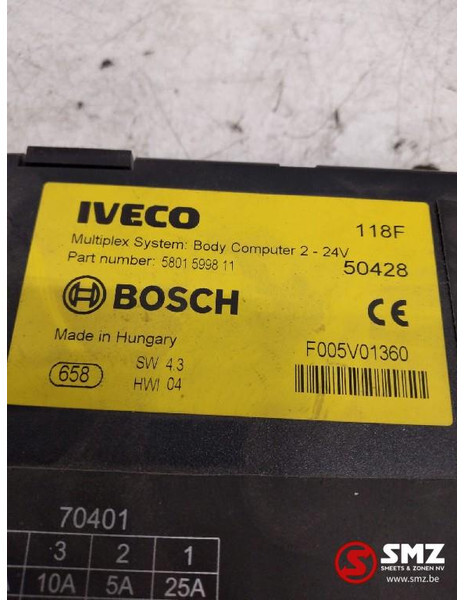 IVECO
118F
Multiplex System: Body Computer 2 - 24V
Part number: 5801 5998 11
50428
BOSCH
CE
Made in Hungary
F005V01360
658
SW 4.3
HWI 04
70401
3 2 1
10A 5A 25A
SMZ
SMEETS & ZONEN NV
www.smz.be